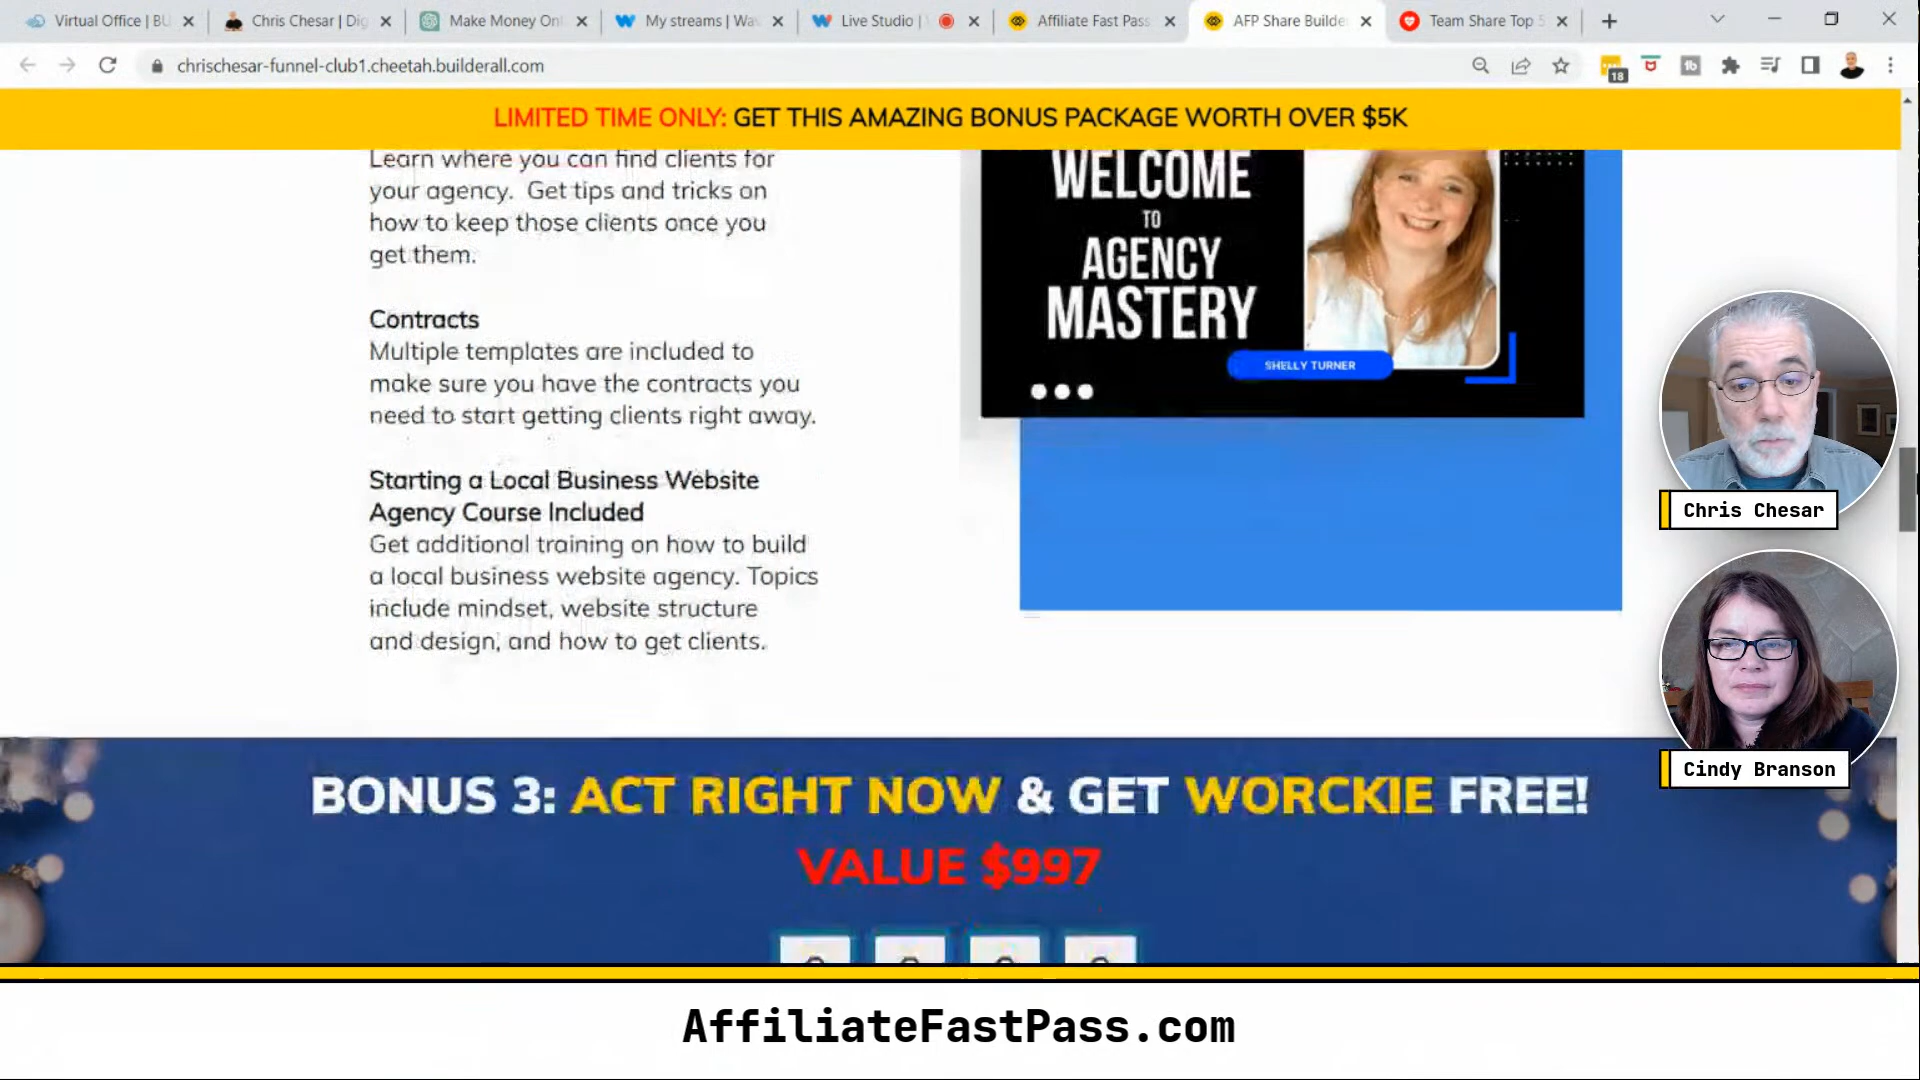 Virtual Office | BU
Chris Chesar | Dig
Make Money Onl
My streams | Wav
Live Studio |
Affiliate Fast Pass
AFP Share Builder
Team Share Top 5
chrischesar-funnel-club1.cheetah.builderall.com
18
LIMITED TIME ONLY: GET THIS AMAZING BONUS PACKAGE WORTH OVER $5K
Learn where you can find clients for
your agency. Get tips and tricks on
how to keep those clients once you
get them.
Contracts
Multiple templates are included to
make sure you have the contracts you
need to start getting clients right away.
Starting a Local Business Website
Agency Course Included
Get additional training on how to build
a local business website agency. Topics
include mindset, website structure
and design, and how to get clients.
WELCOME
TO
AGENCY
MASTERY
SHELLY TURNER
Chris Chesar
Cindy Branson
BONUS 3: ACT RIGHT NOW & GET WORCKIE FREE!
VALUE $997
AffiliateFastPass.com